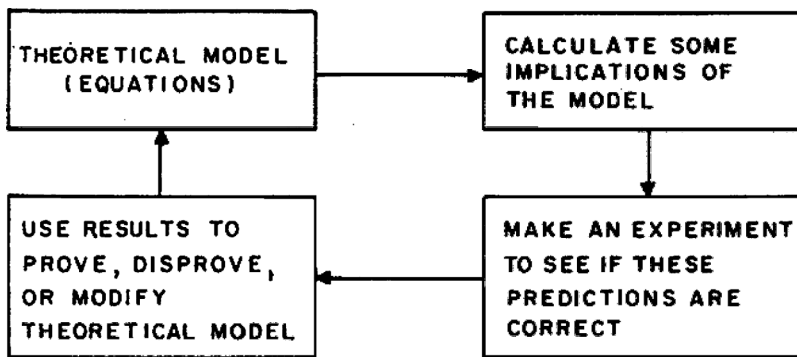 THEORETICAL MODEL
(EQUATIONS)
CALCULATE SOME
IMPLICATIONS OF
THE MODEL
MAKE AN EXPERIMENT
TO SEE IF THESE
PREDICTIONS ARE
CORRECT
USE RESULTS TO
PROVE, DISPROVE,
OR MODIFY
THEORETICAL MODEL